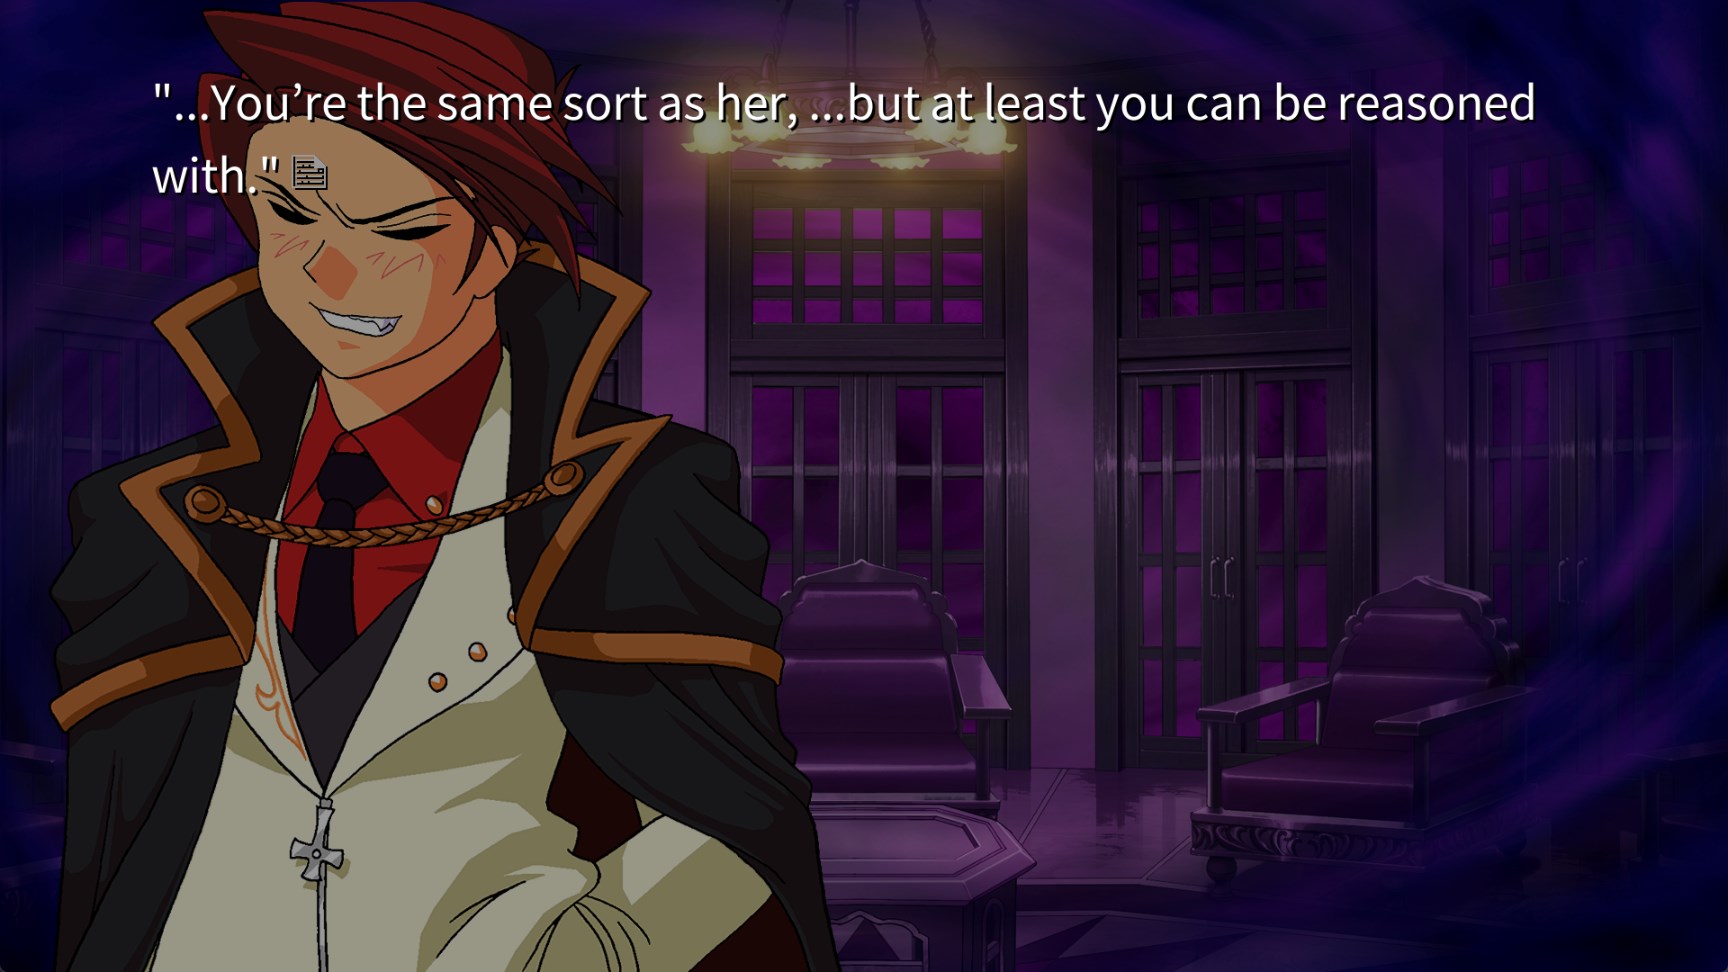 "...You’re the same sort as her, ...but at least you can be reasoned
with."